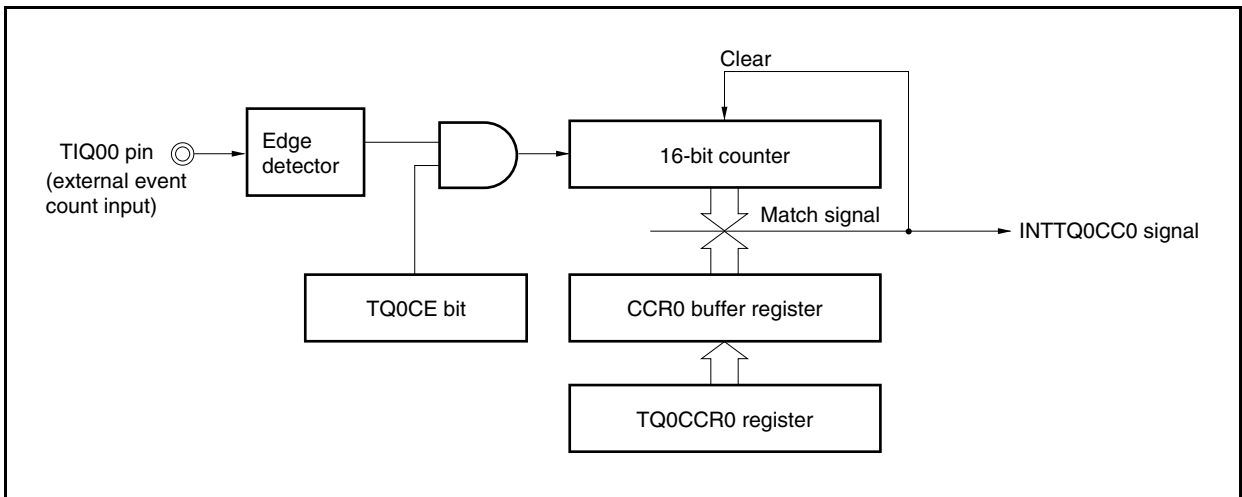 Clear
TIQ00 pin
(external event
count input)
Edge
detector
16-bit counter
Match signal
INTTQ0CC0 signal
TQ0CE bit
CCR0 buffer register
TQ0CCR0 register